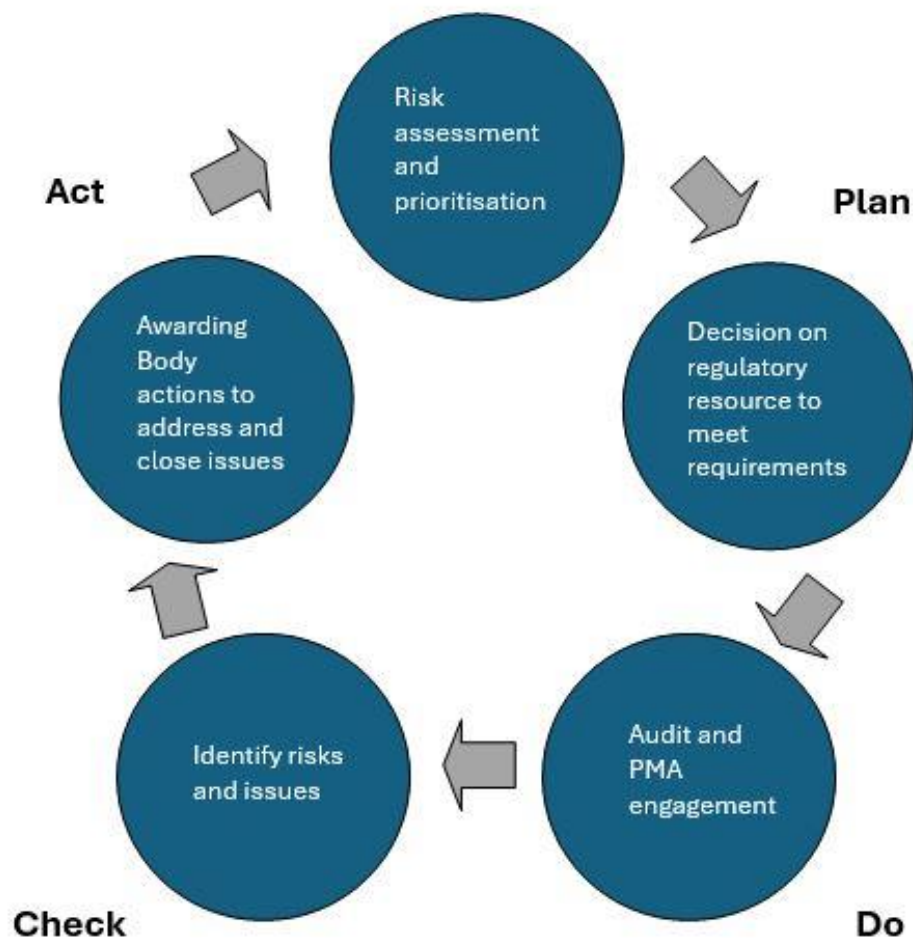 Risk
assessment
and
prioritisation
Act
Plan
Awarding
Body
actions to
address and
close issues
Decision on
regulatory
resource to
meet
requirements
Identify risks
and issues
Audit and
PMA
engagement
Check
Do